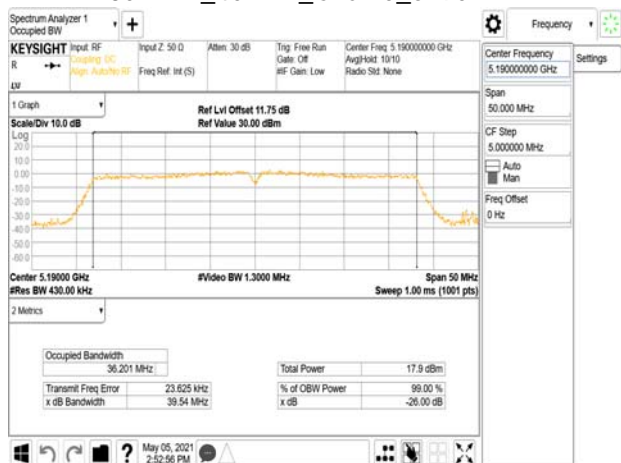 Spectrum Analyzer 1
Occupied BW
+
Frequency
KEYSIGHT
R
LXI
Input: RF
Coupling: DC
Align: Auto/No RF
Input Z: 50 Ω
Freq Ref: Int (S)
Atten: 30 dB
Trig: Free Run
Gate: Off
#IF Gain: Low
Center Freq: 5.190000000 GHz
Avg|Hold: 10/10
Radio Std: None
Center Frequency
5.190000000 GHz
Settings
Span
50.000 MHz
CF Step
5.000000 MHz
Auto
Man
Freq Offset
0 Hz
1 Graph
Scale/Div 10.0 dB
Ref Lvl Offset 11.75 dB
Ref Value 30.00 dBm
Log
20.0
10.0
0.00
-10.0
-20.0
-30.0
-40.0
-50.0
-60.0
Center 5.19000 GHz
#Video BW 1.3000 MHz
Span 50 MHz
#Res BW 430.00 kHz
Sweep 1.00 ms (1001 pts)
2 Metrics
Occupied Bandwidth
36.201 MHz
Total Power 17.9 dBm
Transmit Freq Error 23.625 kHz
% of OBW Power 99.00 %
x dB Bandwidth 39.54 MHz
x dB -26.00 dB
?
May 05, 2021
2:52:56 PM